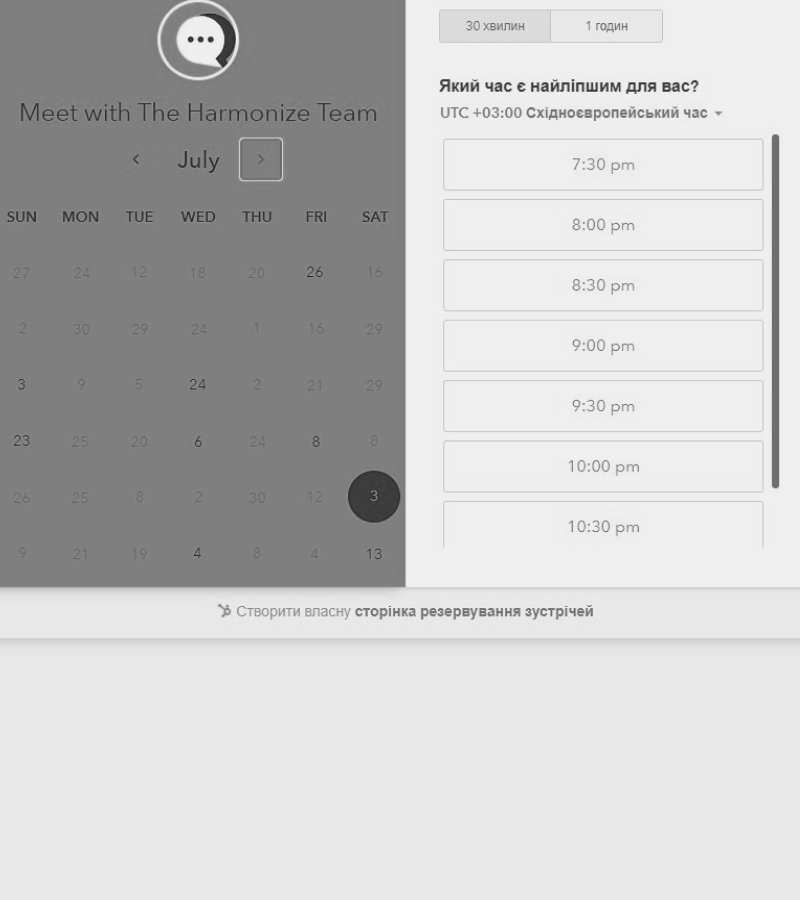 Meet with The Harmonize Team
July
SUN MON TUE WED THU FRI SAT
27 24 12 18 20 26 16
2 30 29 24 1 16 29
3 9 5 24 2 21 29
23 25 20 6 24 8 8
26 25 8 2 30 12 3
9 21 19 4 8 4 13
30 хвилин 1 годин
Який час є найліпшим для вас?
UTC +03:00 Східноєвропейський час
7:30 pm
8:00 pm
8:30 pm
9:00 pm
9:30 pm
10:00 pm
10:30 pm
Створити власну сторінка резервування зустрічей